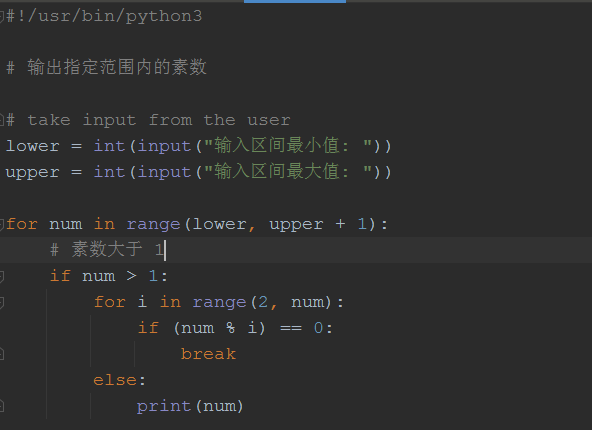 #!/usr/bin/python3
# 输出指定范围内的素数
# take input from the user
lower = int(input("输入区间最小值: "))
upper = int(input("输入区间最大值: "))
for num in range(lower, upper + 1):
    # 素数大于 1
    if num > 1:
        for i in range(2, num):
            if (num % i) == 0:
                break
        else:
            print(num)